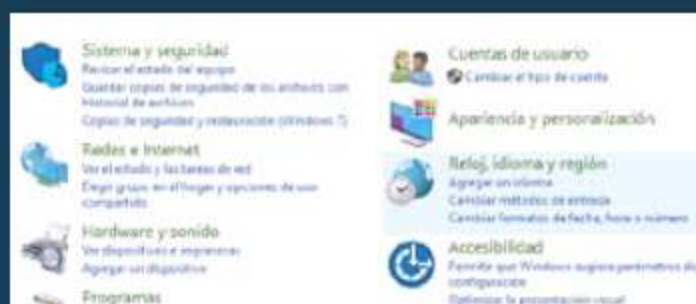 Sistema y seguridad
Revisar el estado del equipo
Guardar copias de seguridad de los archivos con
Historial de archivos
Copias de seguridad y restauración (Windows 7)
Redes e Internet
Ver el estado y las tareas de red
Elegir grupo en el hogar y opciones de uso
compartido
Hardware y sonido
Ver dispositivos e impresoras
Agregar un dispositivo
Programas
Cuentas de usuario
Cambiar el tipo de cuenta
Apariencia y personalización
Reloj, idioma y región
Agregar un idioma
Cambiar métodos de entrada
Cambiar formatos de fecha, hora o número
Accesibilidad
Permitir que Windows sugiera parámetros de
configuración
Optimizar la presentación visual